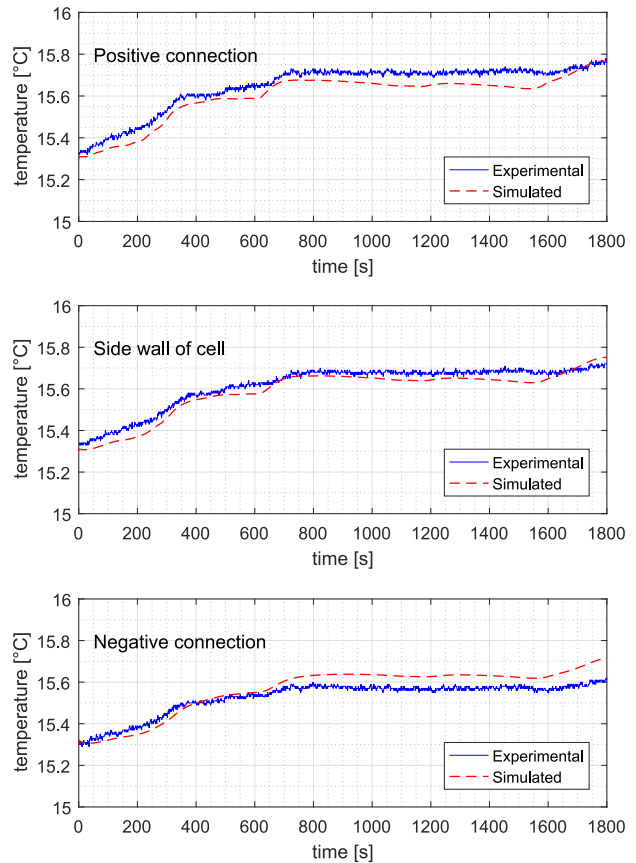 16
Positive connection
15.8
15.6
15.4
15.2
15
temperature [°C]
Experimental
Simulated
0 200 400 600 800 1000 1200 1400 1600 1800
time [s]
16
Side wall of cell
15.8
15.6
15.4
15.2
15
temperature [°C]
Experimental
Simulated
0 200 400 600 800 1000 1200 1400 1600 1800
time [s]
16
Negative connection
15.8
15.6
15.4
15.2
15
temperature [°C]
Experimental
Simulated
0 200 400 600 800 1000 1200 1400 1600 1800
time [s]